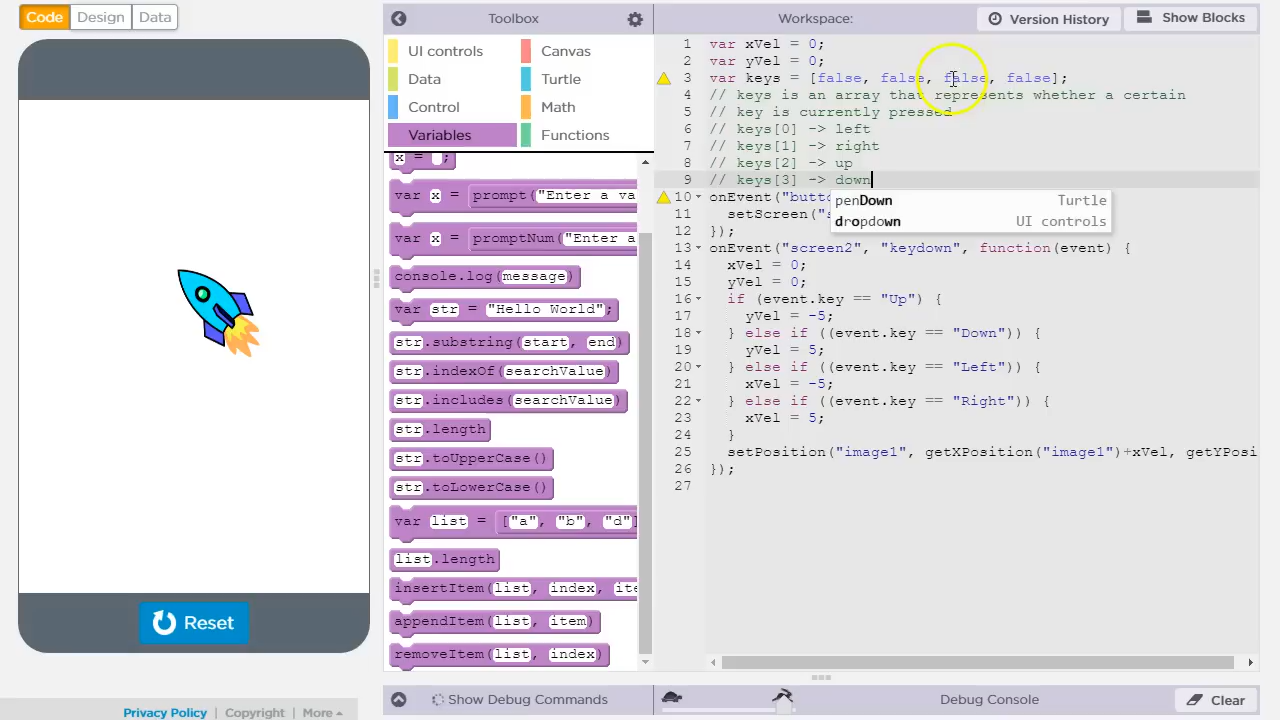 Code Design Data
Toolbox
UI controls
Canvas
Data
Turtle
Control
Math
Variables
Functions
x = ;
var x = prompt("Enter a va
var x = promptNum("Enter a
console.log(message)
var str = "Hello World";
str.substring(start, end)
str.indexOf(searchValue)
str.includes(searchValue)
str.length
str.toUpperCase()
str.toLowerCase()
var list = ["a", "b", "d"]
list.length
insertItem(list, index, ite
appendItem(list, item)
removeItem(list, index)
Show Debug Commands
Workspace:
Version History
Show Blocks
1 var xVel = 0;
2 var yVel = 0;
3 var keys = [false, false, false, false];
4 // keys is an array that represents whether a certain
5 // key is currently pressed
6 // keys[0] -> left
7 // keys[1] -> right
8 // keys[2] -> up
9 // keys[3] -> down
penDown Turtle
dropdown UI controls
10 onEvent("butto
11 setScreen("s
12 });
13 onEvent("screen2", "keydown", function(event) {
14 xVel = 0;
15 yVel = 0;
16 if (event.key == "Up") {
17 yVel = -5;
18 } else if ((event.key == "Down")) {
19 yVel = 5;
20 } else if ((event.key == "Left")) {
21 xVel = -5;
22 } else if ((event.key == "Right")) {
23 xVel = 5;
24 }
25 setPosition("image1", getXPosition("image1")+xVel, getYPosi
26 });
27
Debug Console
Clear
Reset
Privacy Policy | Copyright | More